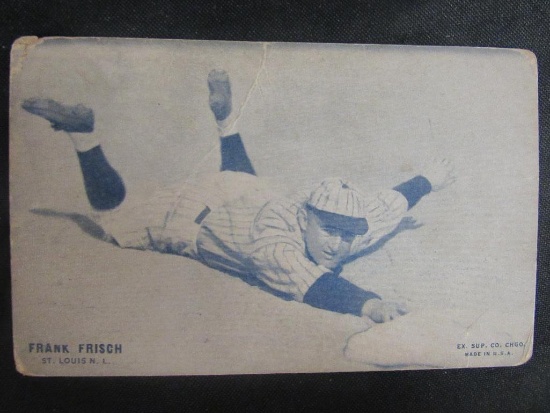 FRANK FRISCH
ST. LOUIS N. L.
EX. SUP. CO. CHGO.
MADE IN U.S.A.